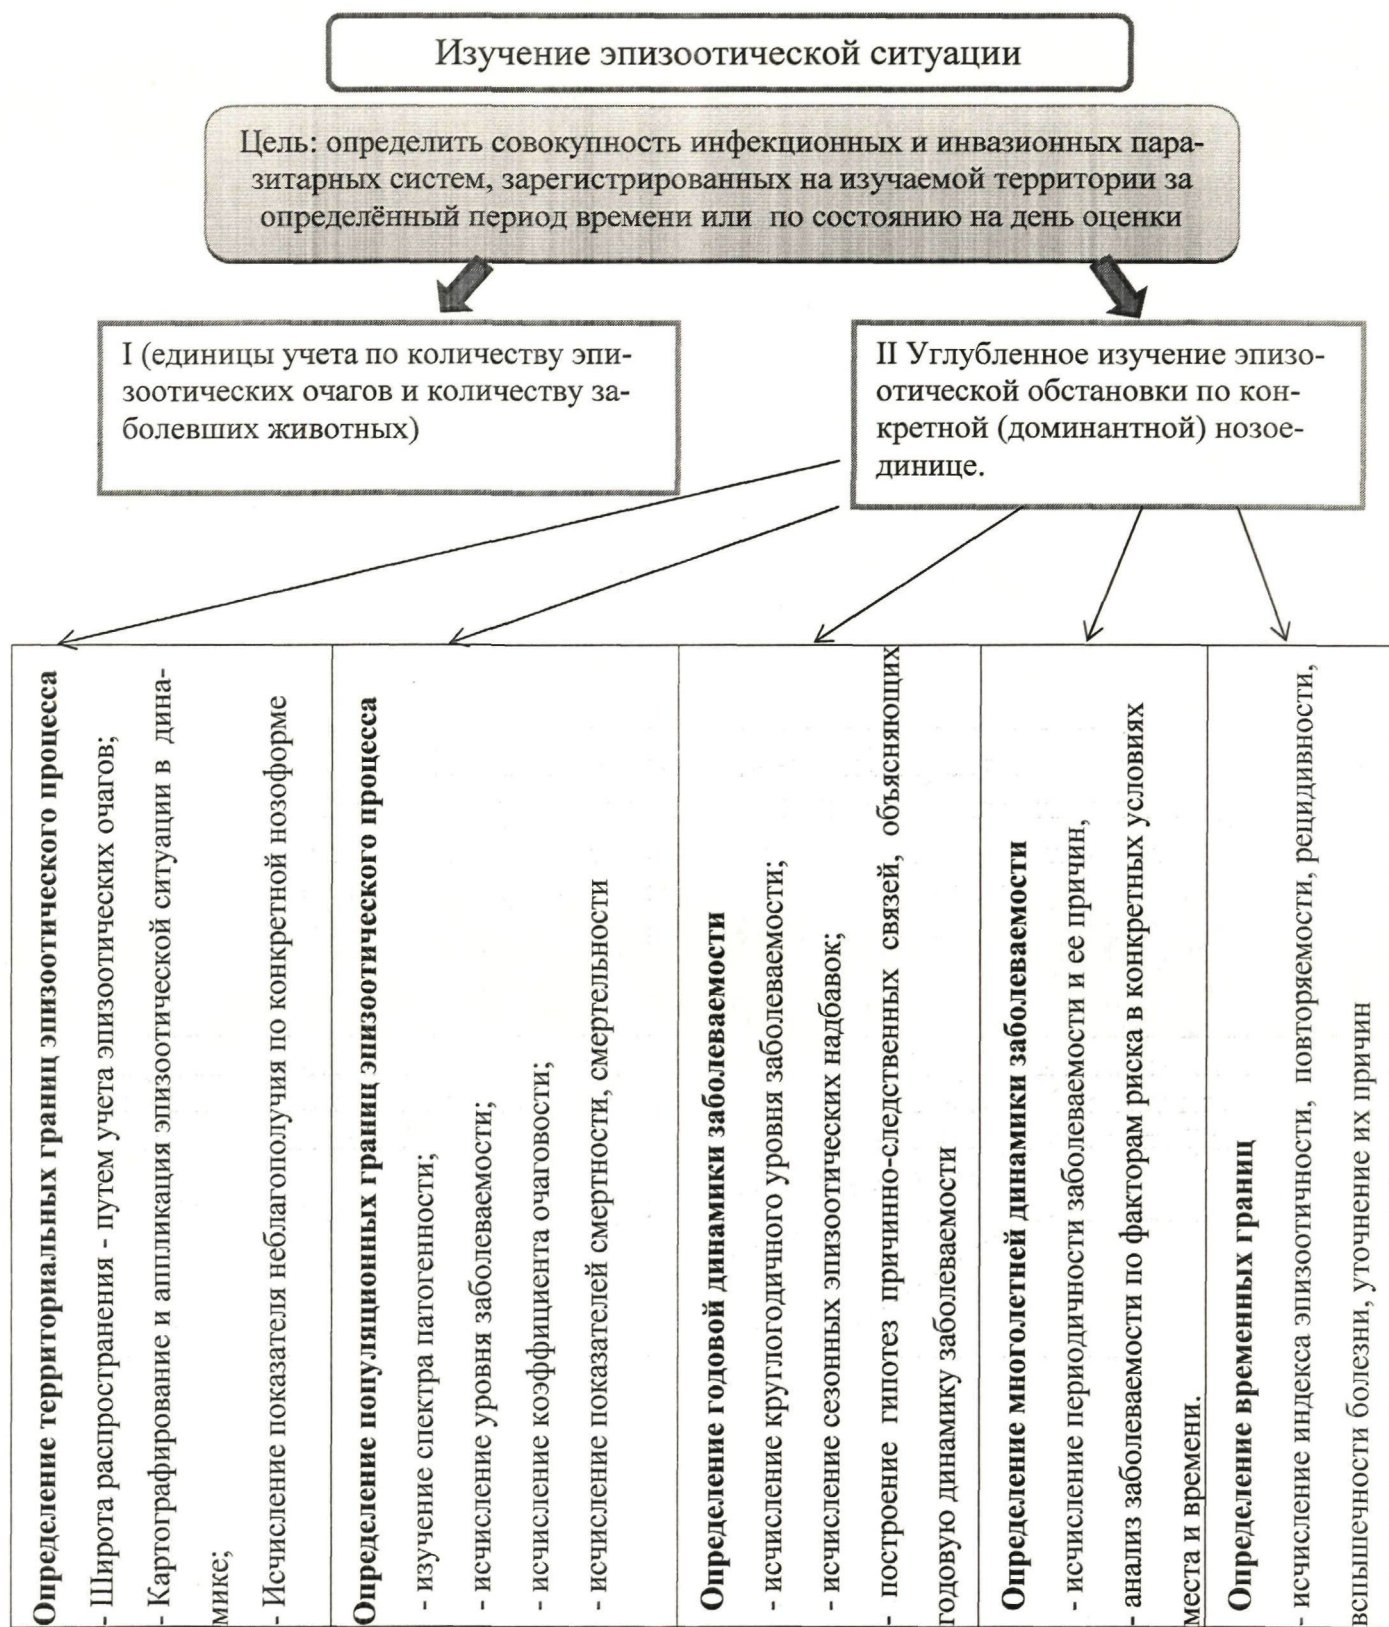 Изучение эпизоотической ситуации
Цель: определить совокупность инфекционных и инвазионных пара-
зитарных систем, зарегистрированных на изучаемой территории за
определённый период времени или по состоянию на день оценки
I (единицы учета по количеству эпи-
зоотических очагов и количеству за-
болевших животных)
II Углубленное изучение эпизо-
отической обстановки по кон-
кретной (доминантной) нозое-
динице.
Определение территориальных границ эпизоотического процесса
- Широта распространения - путем учета эпизоотических очагов;
- Картографирование и аппликация эпизоотической ситуации в дина-
мике;
- Исчисление показателя неблагополучия по конкретной нозоформе
Определение популяционных границ эпизоотического процесса
- изучение спектра патогенности;
- исчисление уровня заболеваемости;
- исчисление коэффициента очаговости;
- исчисление показателей смертности, смертельности
Определение годовой динамики заболеваемости
- исчисление круглогодичного уровня заболеваемости;
- исчисление сезонных эпизоотических надбавок;
- построение гипотез причинно-следственных связей, объясняющих
годовую динамику заболеваемости
Определение многолетней динамики заболеваемости
- исчисление периодичности заболеваемости и ее причин,
- анализ заболеваемости по факторам риска в конкретных условиях
места и времени.
Определение временных границ
- исчисление индекса эпизоотичности, повторяемости, рецидивности,
вспышечности болезни, уточнение их причин